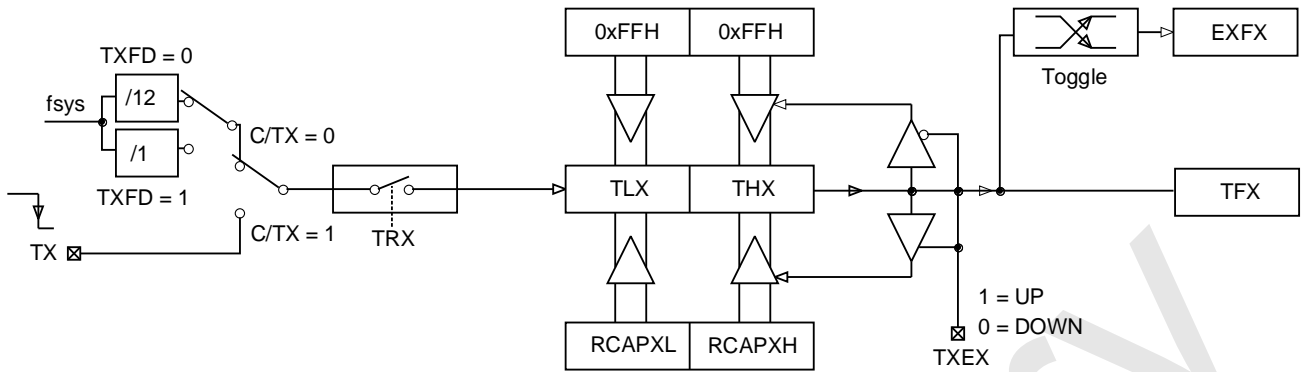 0xFFH 0xFFH
EXFX
Toggle
TXFD = 0
fsys
/12
C/TX = 0
/1
TXFD = 1
TLX THX
TFX
C/TX = 1
TRX
TX
1 = UP
0 = DOWN
RCAPXL RCAPXH
TXEX